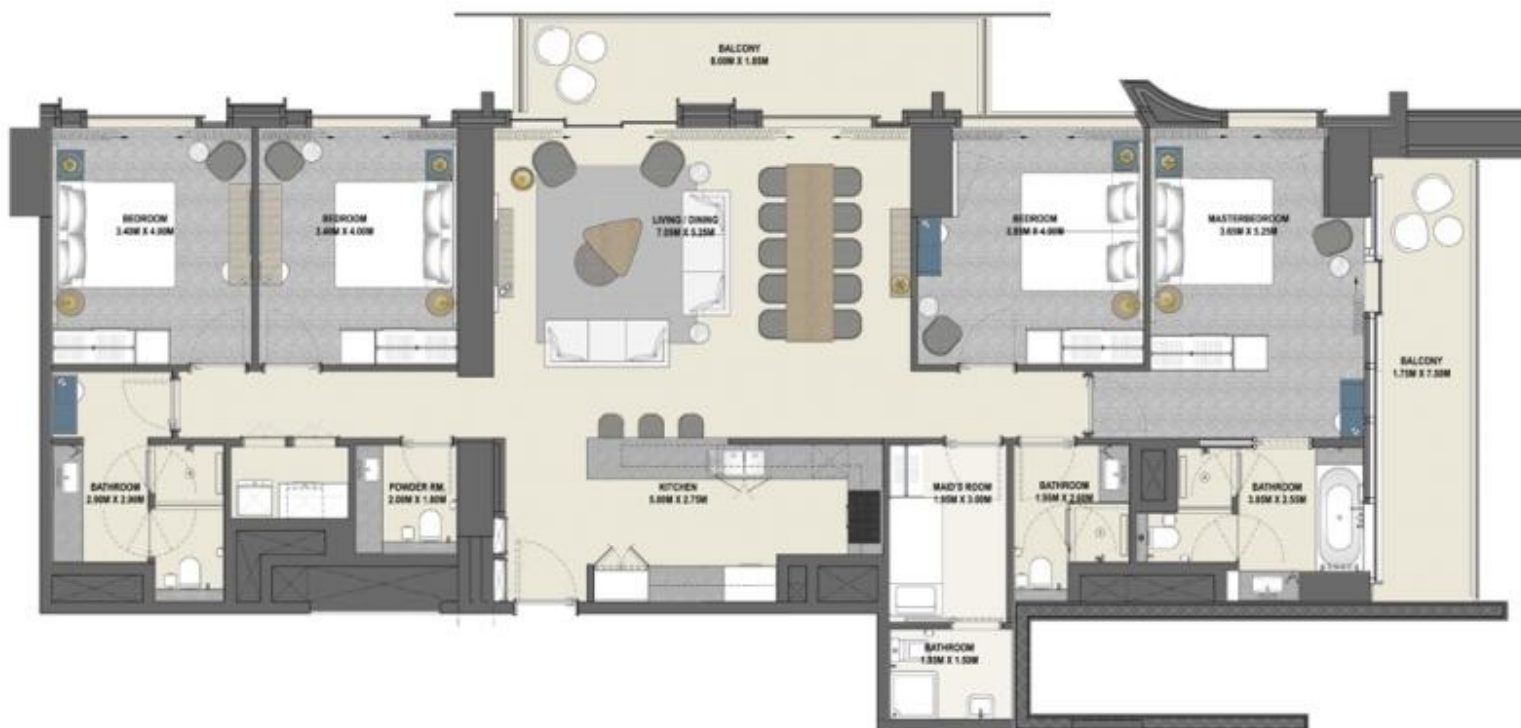 BALCONY
8.00M X 1.85M
BEDROOM
3.40M X 4.00M
BEDROOM
3.40M X 4.00M
LIVING / DINING
7.05M X 5.25M
BEDROOM
3.85M X 4.00M
MASTERBEDROOM
3.65M X 5.25M
BALCONY
1.75M X 7.50M
BATHROOM
2.90M X 2.90M
POWDER RM.
2.00M X 1.80M
KITCHEN
5.00M X 2.75M
MAID'S ROOM
1.95M X 3.00M
BATHROOM
1.95M X 2.60M
BATHROOM
3.85M X 2.55M
BATHROOM
1.95M X 1.50M